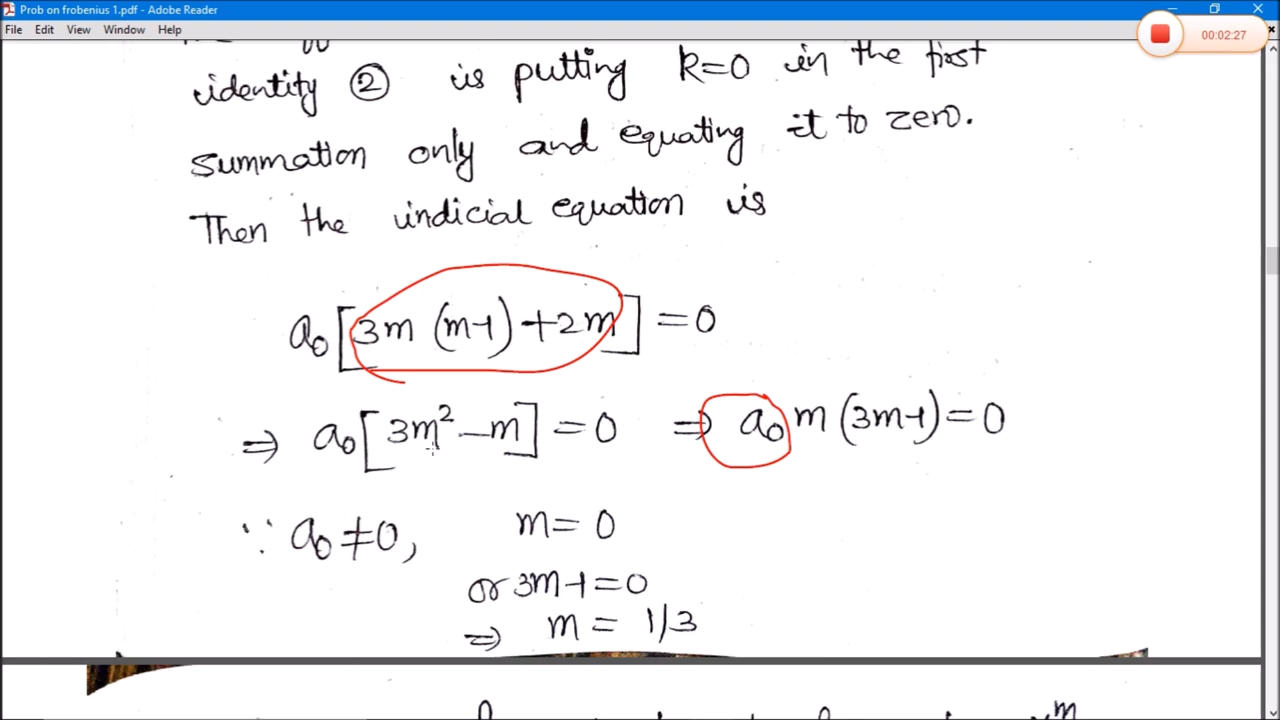 Prob on frobenius 1.pdf - Adobe Reader
File Edit View Window Help
00:02:27
identity ② is putting k=0 in the first
summation only and equating it to zero.
Then the indicial equation is
a₀[3m (m-1) +2m] =0
⇒ a₀[3m² -m] = 0 ⇒ a₀ m (3m-1) = 0
∵ a₀ ≠ 0, m = 0
or 3m-1=0
⇒ m = 1/3